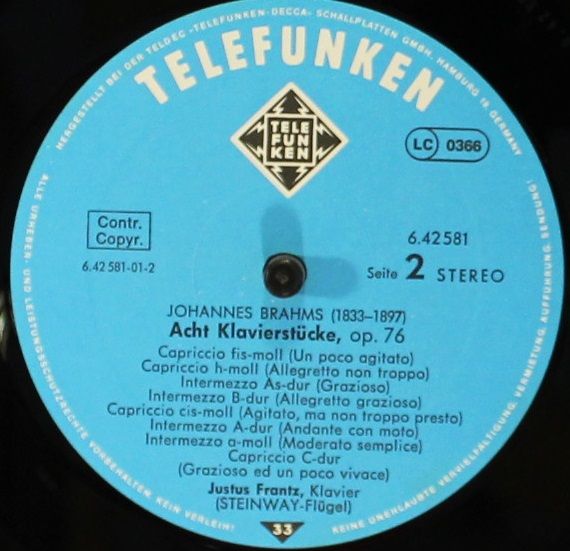 HERGESTELLT BEI DER TELDEC »TELEFUNKEN-DECCA« SCHALLPLATTEN GMBH, HAMBURG 19, GERMANY
TELEFUNKEN
TELE
FUN
KEN
LC 0366
Contr.
Copyr.
6.42581-01-2
6.42581
Seite 2 STEREO
JOHANNES BRAHMS (1833–1897)
Acht Klavierstücke, op. 76
Capriccio fis-moll (Un poco agitato)
Capriccio h-moll (Allegretto non troppo)
Intermezzo As-dur (Grazioso)
Intermezzo B-dur (Allegretto grazioso)
Capriccio cis-moll (Agitato, ma non troppo presto)
Intermezzo A-dur (Andante con moto)
Intermezzo a-moll (Moderato semplice)
Capriccio C-dur
(Grazioso ed un poco vivace)
Justus Frantz, Klavier
(STEINWAY-Flügel)
33
ALLE URHEBER- UND LEISTUNGSSCHUTZRECHTE VORBEHALTEN. KEIN VERLEIH!
KEINE UNERLAUBTE VERVIELFÄLTIGUNG, VERMIETUNG, AUFFÜHRUNG, SENDUNG!